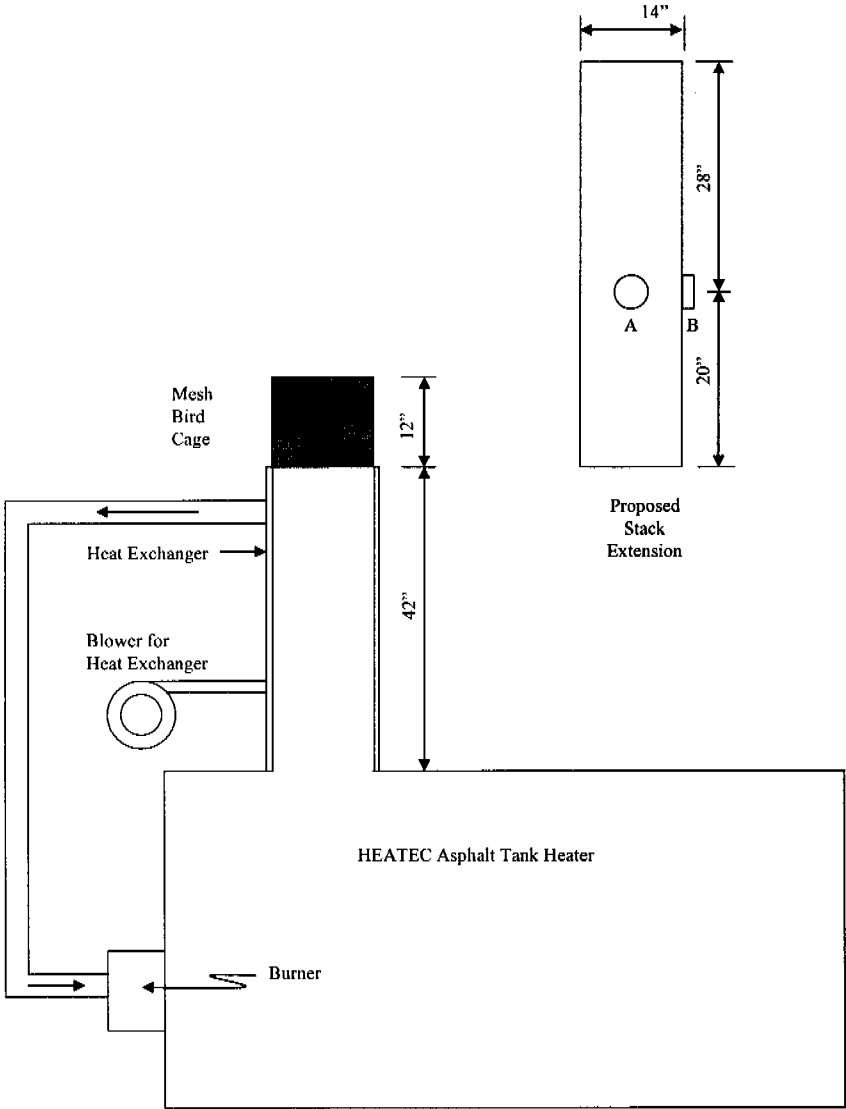 14”
28”
A
B
20”
Mesh
Bird
Cage
12”
Proposed
Stack
Extension
Heat Exchanger
42”
Blower for
Heat Exchanger
HEATEC Asphalt Tank Heater
Burner